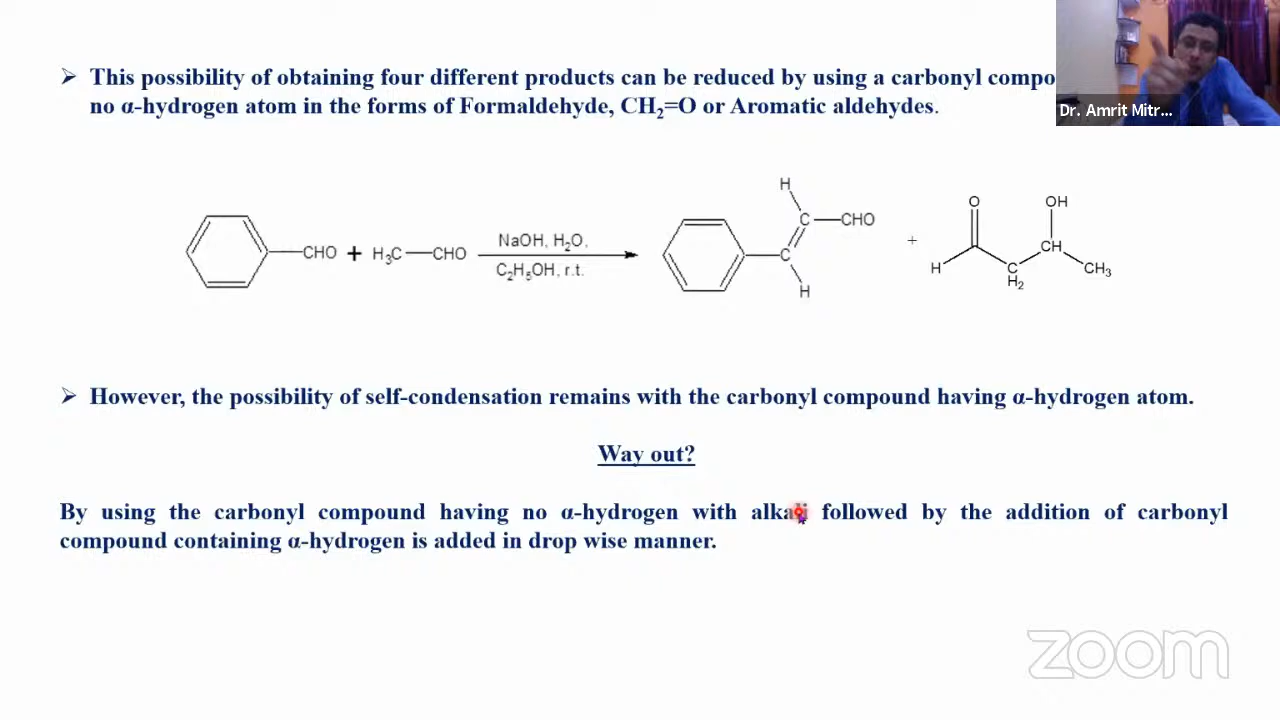 ➢ This possibility of obtaining four different products can be reduced by using a carbonyl compo
no α-hydrogen atom in the forms of Formaldehyde, CH₂=O or Aromatic aldehydes.
Dr. Amrit Mitr...
CHO + H₃C—CHO
NaOH, H₂O,
C₂H₅OH, r.t.
H
C—CHO
C
H
+
O
OH
H
C
H₂
CH
CH₃
➢ However, the possibility of self-condensation remains with the carbonyl compound having α-hydrogen atom.
Way out?
By using the carbonyl compound having no α-hydrogen with alkali followed by the addition of carbonyl
compound containing α-hydrogen is added in drop wise manner.
zoom